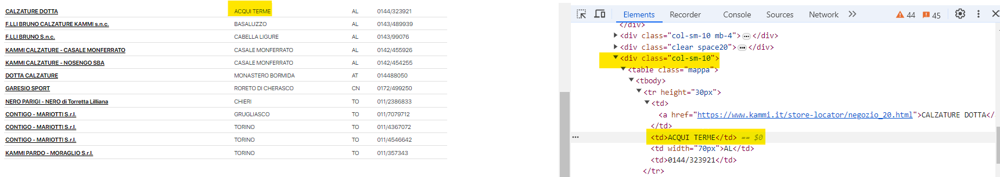 CALZATURE DOTTA ACQUI TERME AL 0144/323921
F.LLI BRUNO CALZATURE KAMMI s.n.c. BASALUZZO AL 0143/489939
F.LLI BRUNO S.n.c. CABELLA LIGURE AL 0143/99076
KAMMI CALZATURE - CASALE MONFERRATO CASALE MONFERRATO AL 0142/455926
KAMMI CALZATURE - NOSENGO SBA CASALE MONFERRATO AL 0142/454255
DOTTA CALZATURE MONASTERO BORMIDA AT 014488050
GARESIO SPORT RORETO DI CHERASCO CN 0172/499250
NERO PARIGI - NERO di Torretta Lilliana CHIERI TO 011/2386833
CONTIGO - MARIOTTI S.r.l. GRUGLIASCO TO 011/7079712
CONTIGO - MARIOTTI S.r.l. TORINO TO 011/4367072
CONTIGO - MARIOTTI S.r.l. TORINO TO 011/4546642
KAMMI PARDO - MORAGLIO S.r.l. TORINO TO 011/357343
Elements Recorder Console Sources Network 44 45
</div>
<div class="col-sm-10 mb-4"> … </div>
<div class="clear space20"> … </div>
<div class="col-sm-10">
<table class="mappa">
<tbody>
<tr height="30px">
<td>
<a href="https://www.kammi.it/store-locator/negozio_20.html">CALZATURE DOTTA</
</td>
… <td>ACQUI TERME</td> == $0
<td width="70px">AL</td>
<td>0144/323921</td>
</tr>